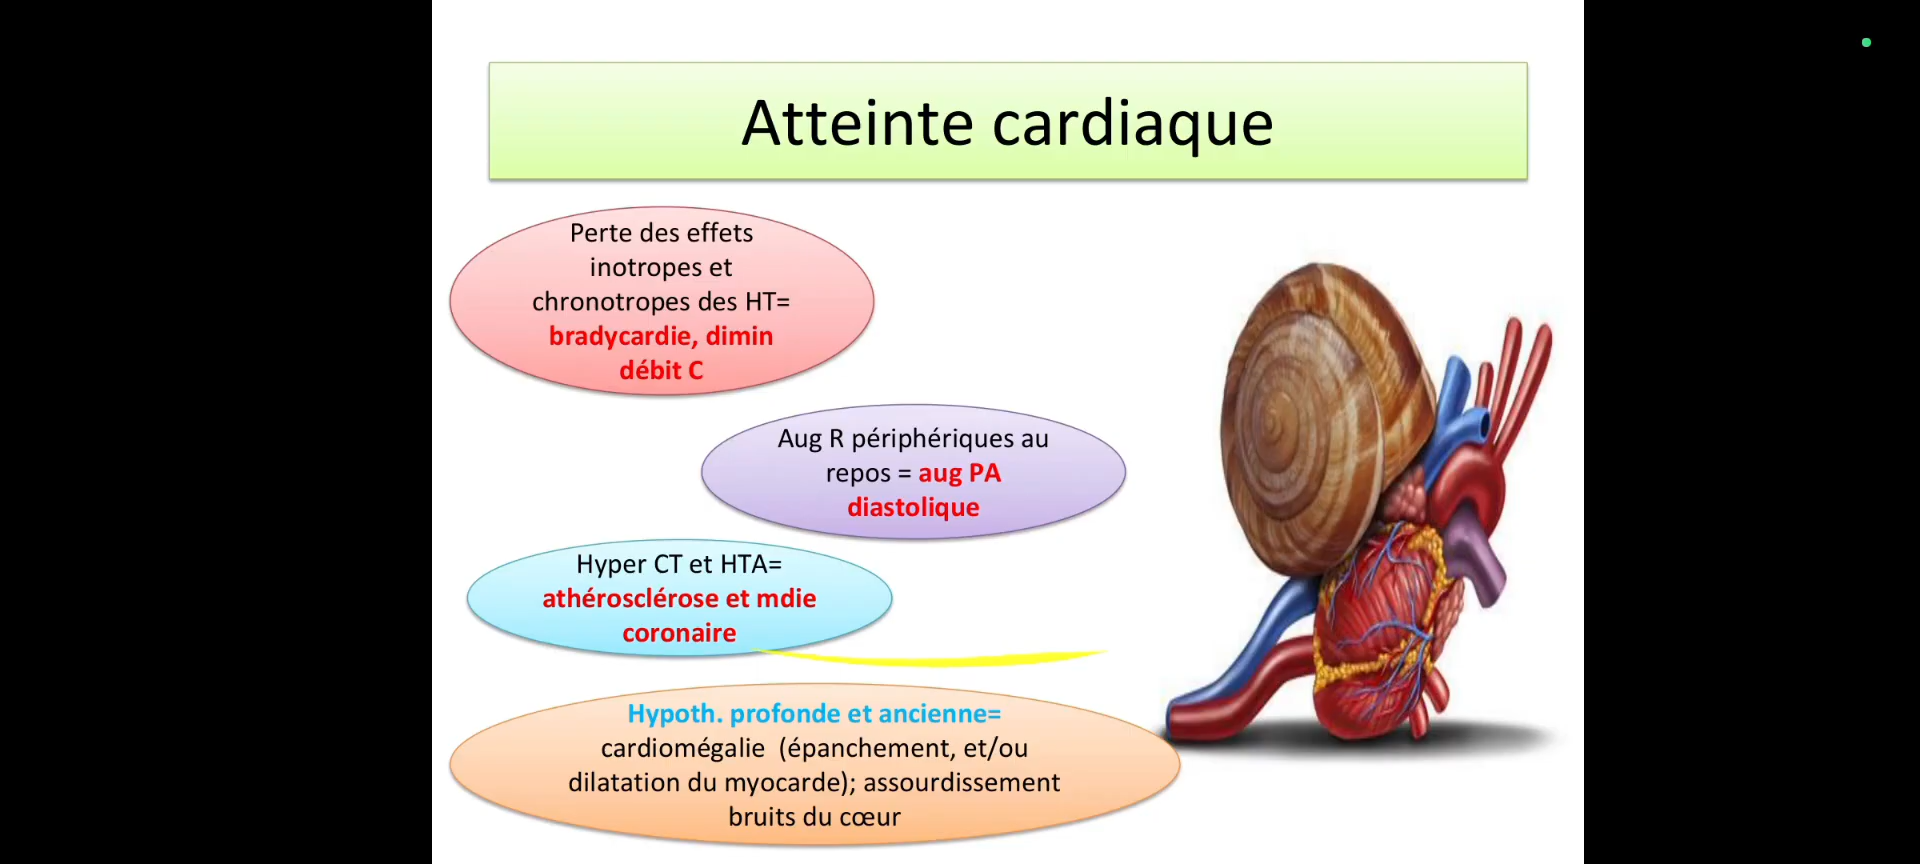 Atteinte cardiaque
Perte des effets
inotropes et
chronotropes des HT=
bradycardie, dimin
débit C
Aug R périphériques au
repos = aug PA
diastolique
Hyper CT et HTA=
athérosclérose et mdie
coronaire
Hypoth. profonde et ancienne=
cardiomégalie (épanchement, et/ou
dilatation du myocarde); assourdissement
bruits du cœur